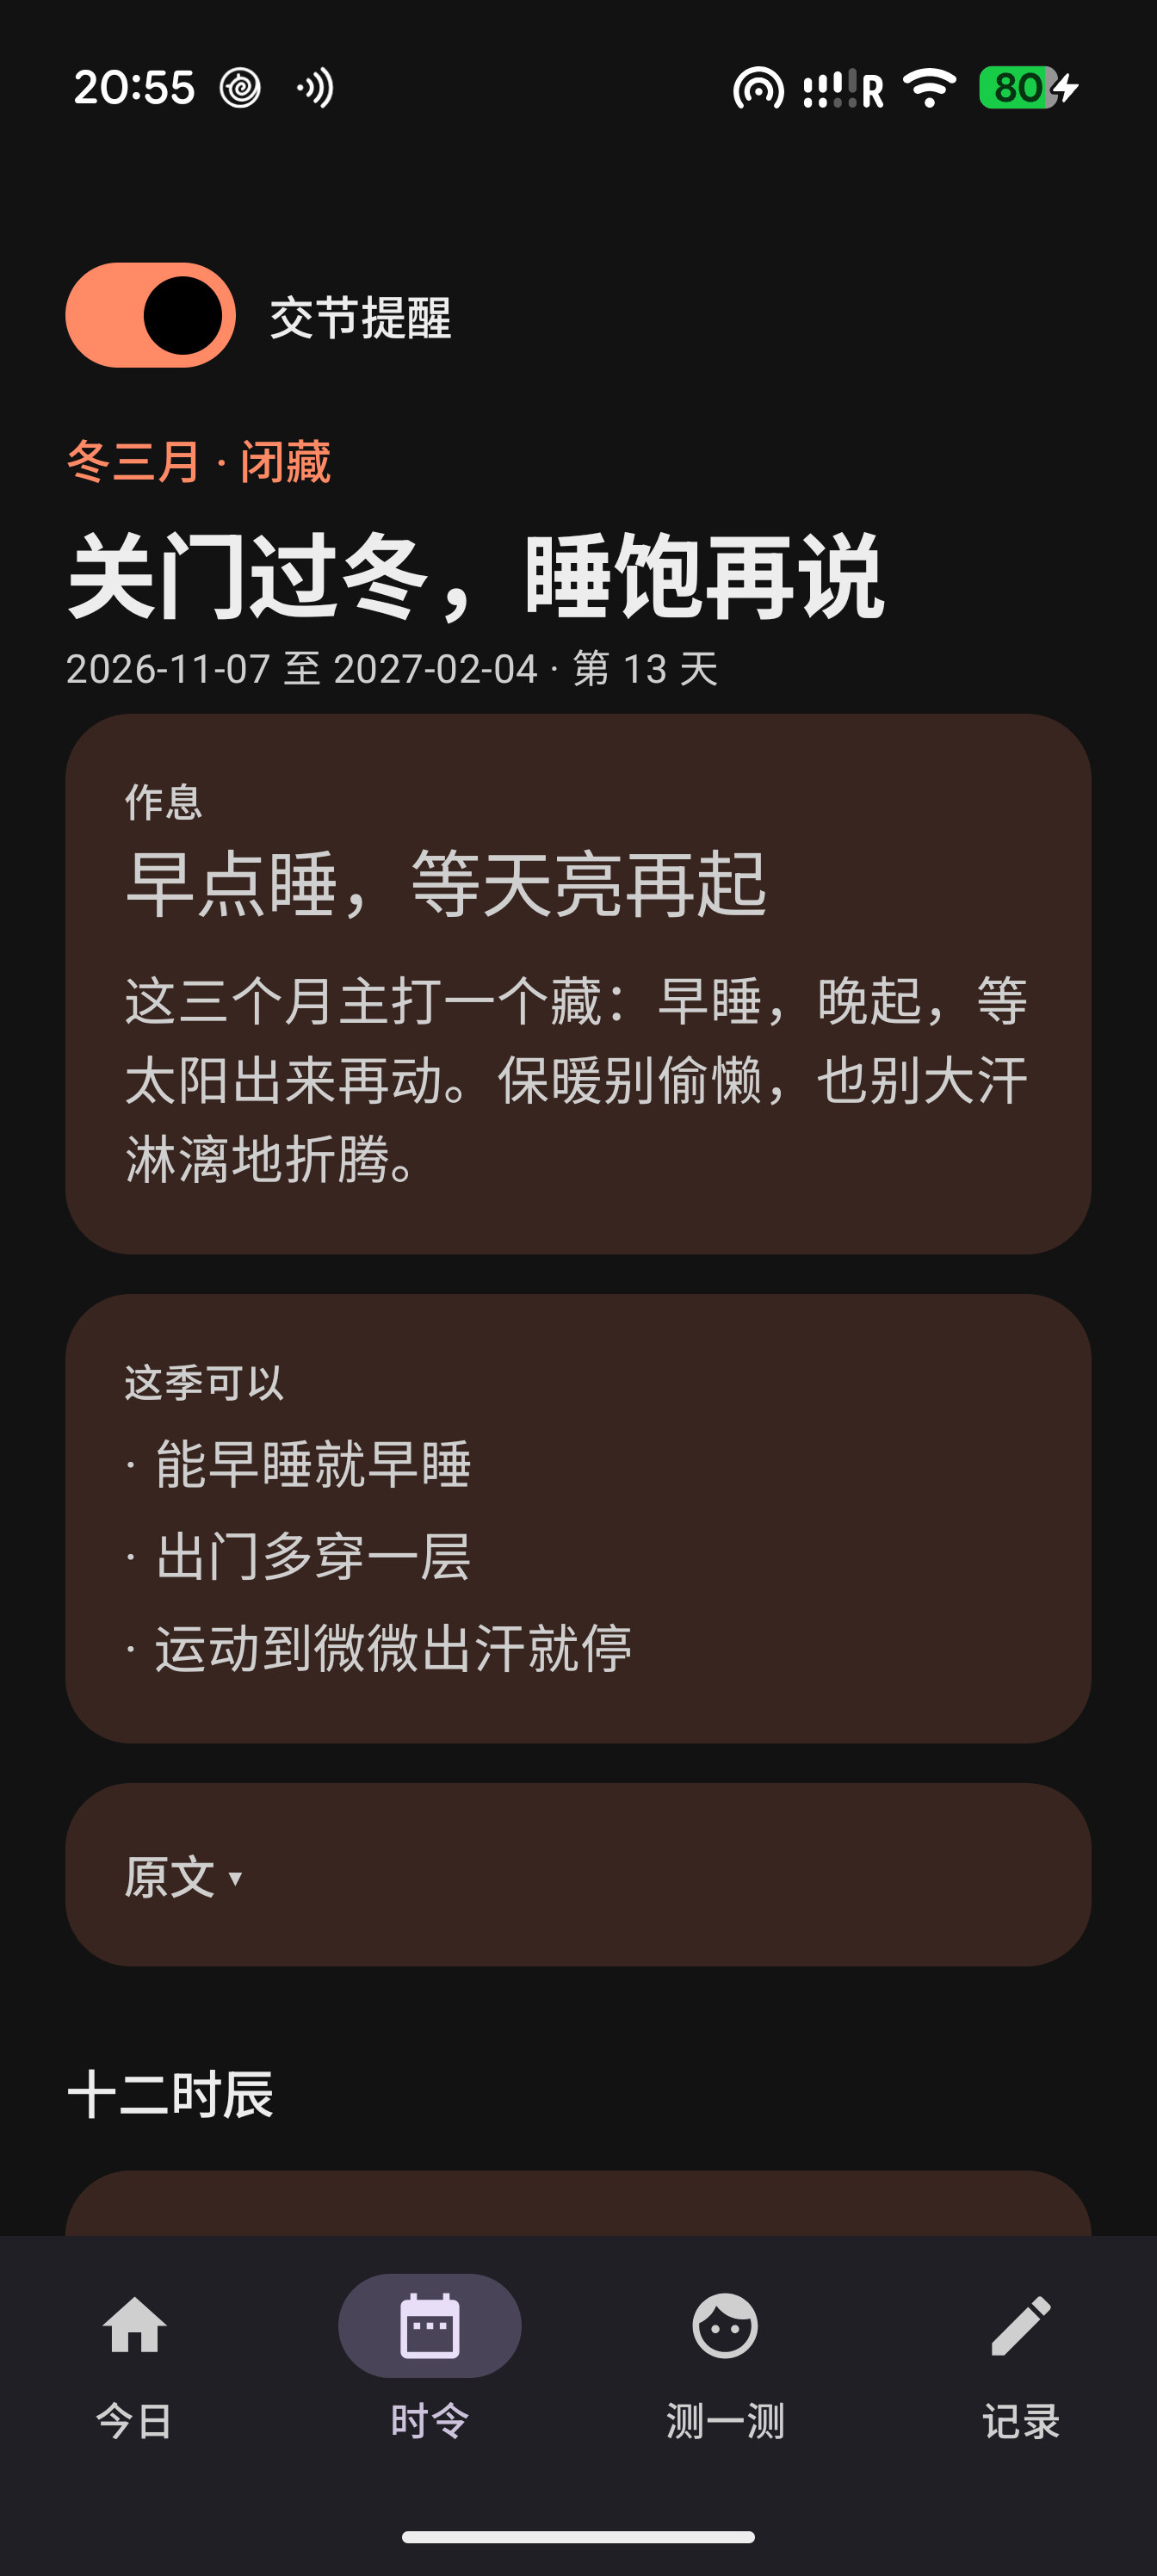 20:55
R
80
交节提醒
冬三月 · 闭藏
关门过冬，睡饱再说
2026-11-07 至 2027-02-04 · 第 13 天
作息
早点睡，等天亮再起
这三个月主打一个藏：早睡，晚起，等
太阳出来再动。保暖别偷懒，也别大汗
淋漓地折腾。
这季可以
· 能早睡就早睡
· 出门多穿一层
· 运动到微微出汗就停
原文 ▾
十二时辰
今日
时令
测一测
记录